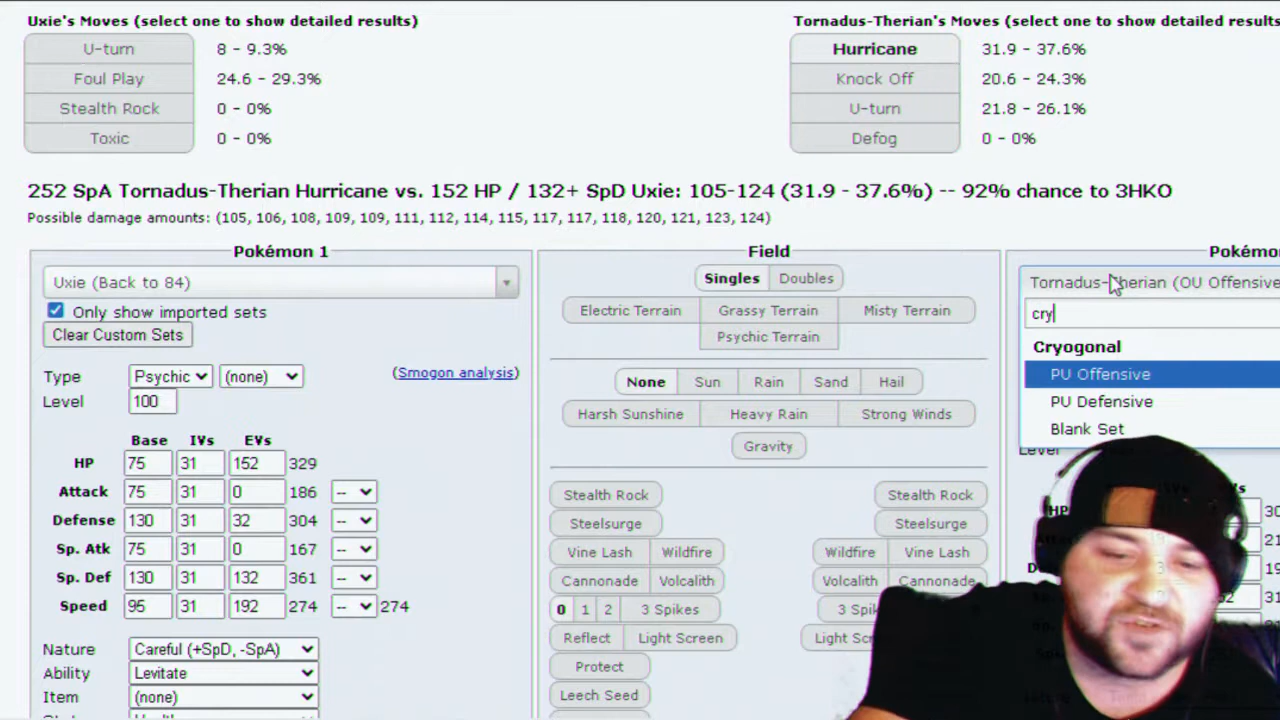 Uxie's Moves (select one to show detailed results)
U-turn 8 - 9.3%
Foul Play 24.6 - 29.3%
Stealth Rock 0 - 0%
Toxic 0 - 0%
Tornadus-Therian's Moves (select one to show detailed results
Hurricane 31.9 - 37.6%
Knock Off 20.6 - 24.3%
U-turn 21.8 - 26.1%
Defog 0 - 0%
252 SpA Tornadus-Therian Hurricane vs. 152 HP / 132+ SpD Uxie: 105-124 (31.9 - 37.6%) -- 92% chance to 3HKO
Possible damage amounts: (105, 106, 108, 109, 109, 111, 112, 114, 115, 117, 117, 118, 120, 121, 123, 124)
Pokémon 1
Uxie (Back to 84)
Only show imported sets
Clear Custom Sets
Type Psychic (none) (Smogon analysis)
Level 100
Base IVs EVs
HP 75 31 152 329
Attack 75 31 0 186 --
Defense 130 31 32 304 --
Sp. Atk 75 31 0 167 --
Sp. Def 130 31 132 361 --
Speed 95 31 192 274 -- 274
Nature Careful (+SpD, -SpA)
Ability Levitate
Item (none)
Field
Singles Doubles
Electric Terrain Grassy Terrain Misty Terrain
Psychic Terrain
None Sun Rain Sand Hail
Harsh Sunshine Heavy Rain Strong Winds
Gravity
Stealth Rock Stealth Rock
Steelsurge Steelsurge
Vine Lash Wildfire Wildfire Vine Lash
Cannonade Volcalith Volcalith Cannonade
0 1 2 3 Spikes
Reflect Light Screen
Protect
Leech Seed
Tornadus-Therian (OU Offensive
cry
Cryogonal
PU Offensive
PU Defensive
Blank Set